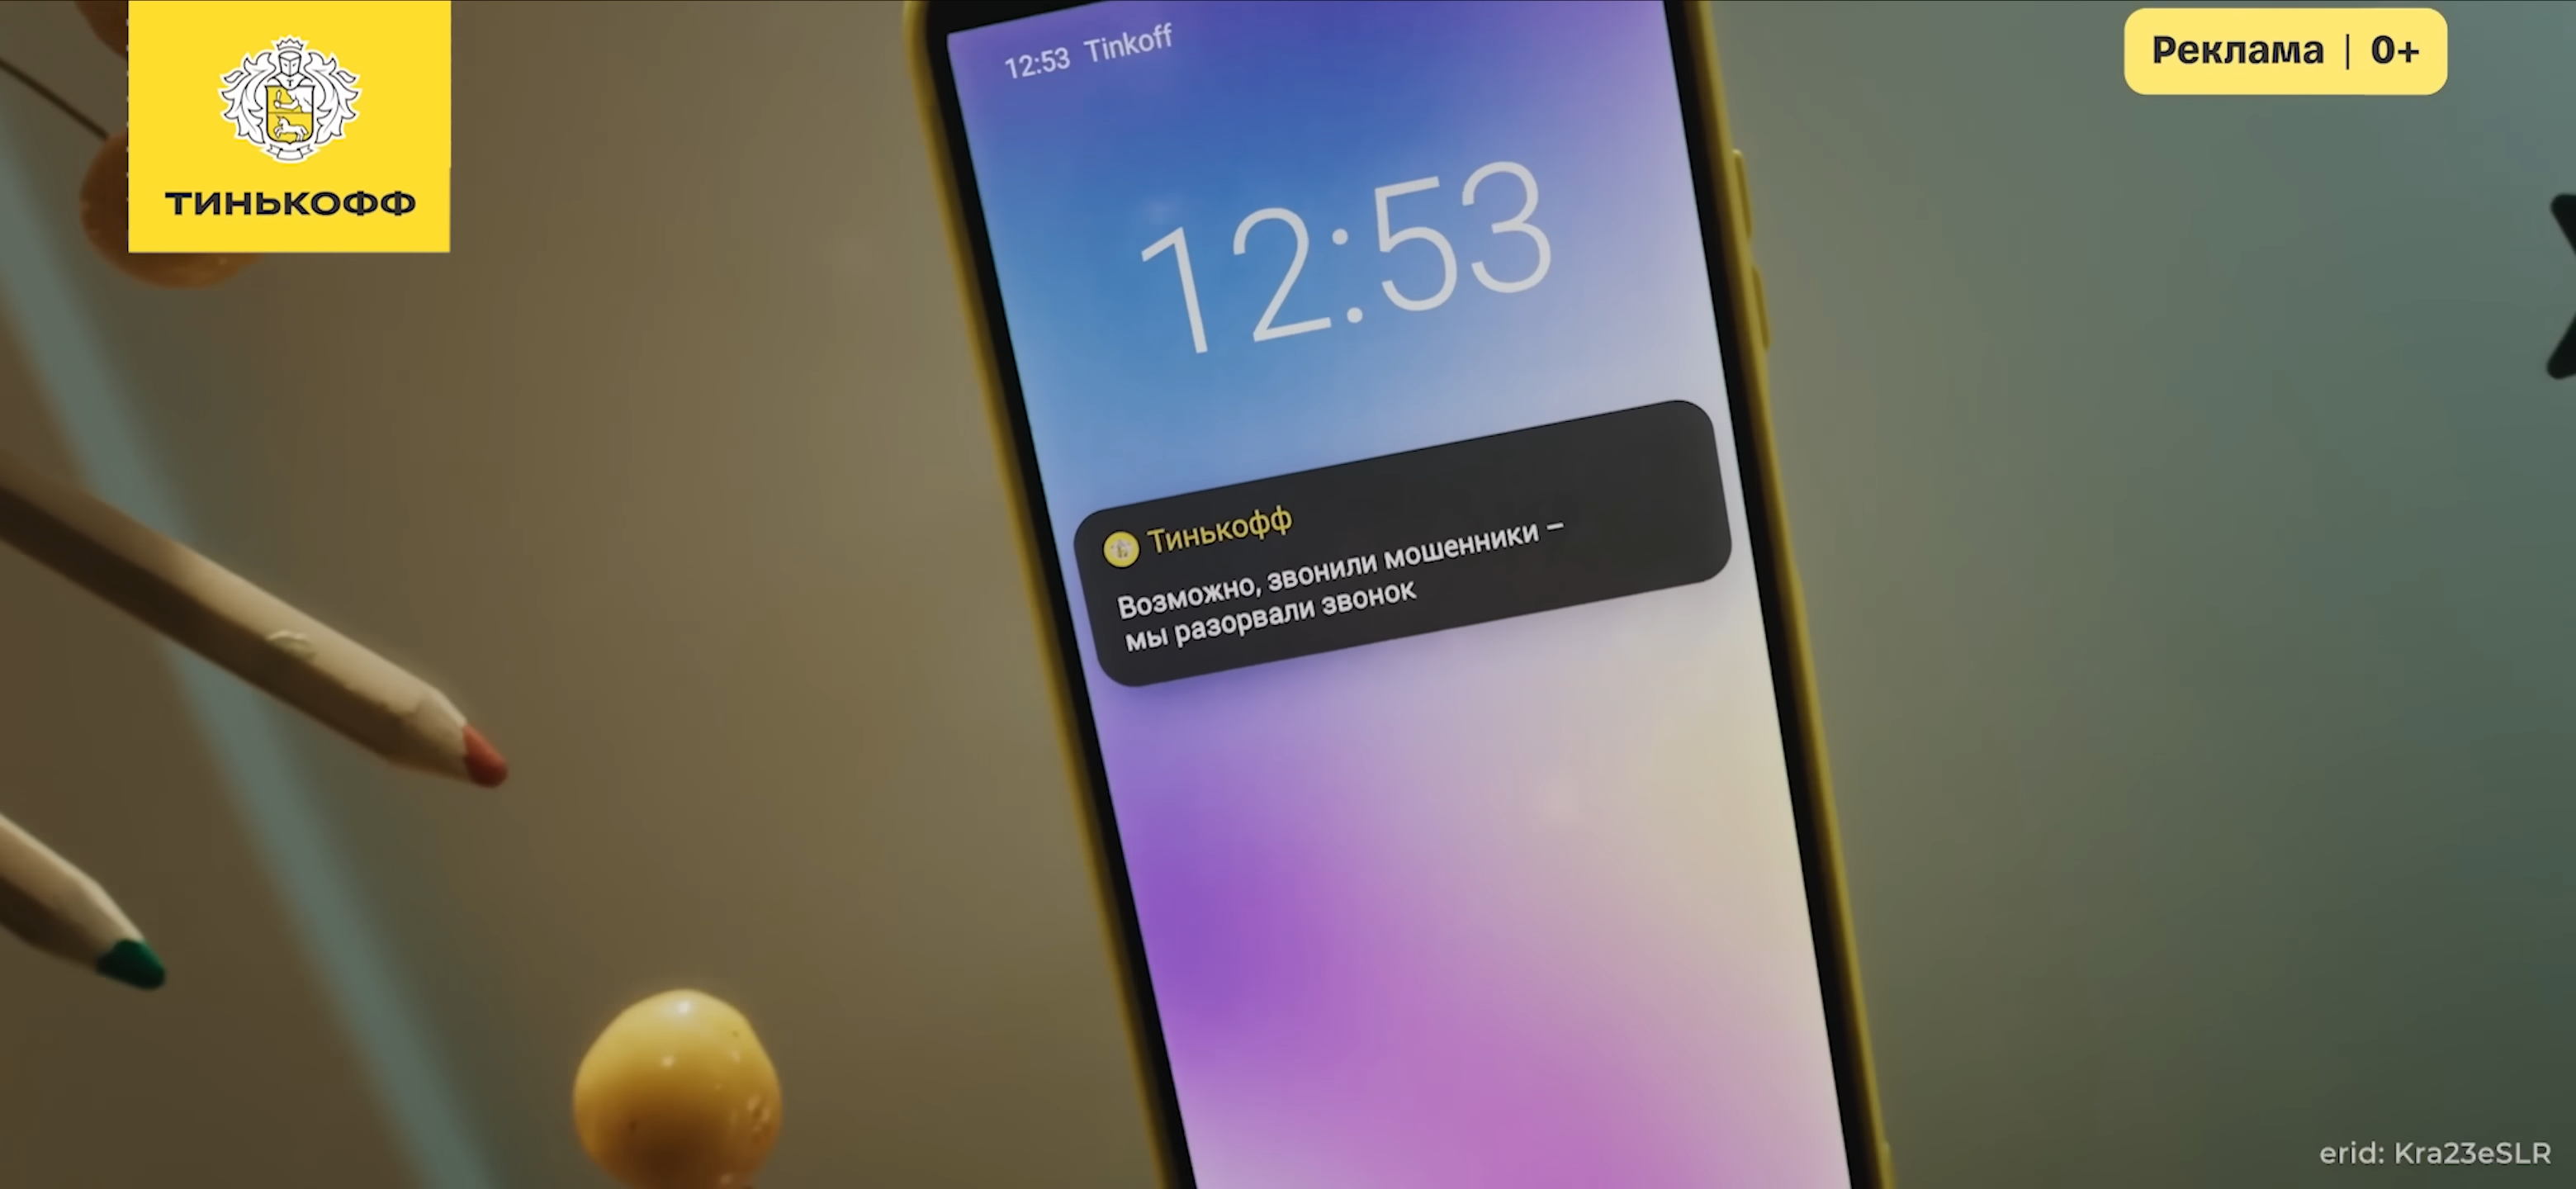 ТИНЬКОФФ
Реклама | 0+
12:53 Tinkoff
12:53
Тинькофф
Возможно, звонили мошенники –
мы разорвали звонок
erid: Kra23eSLR